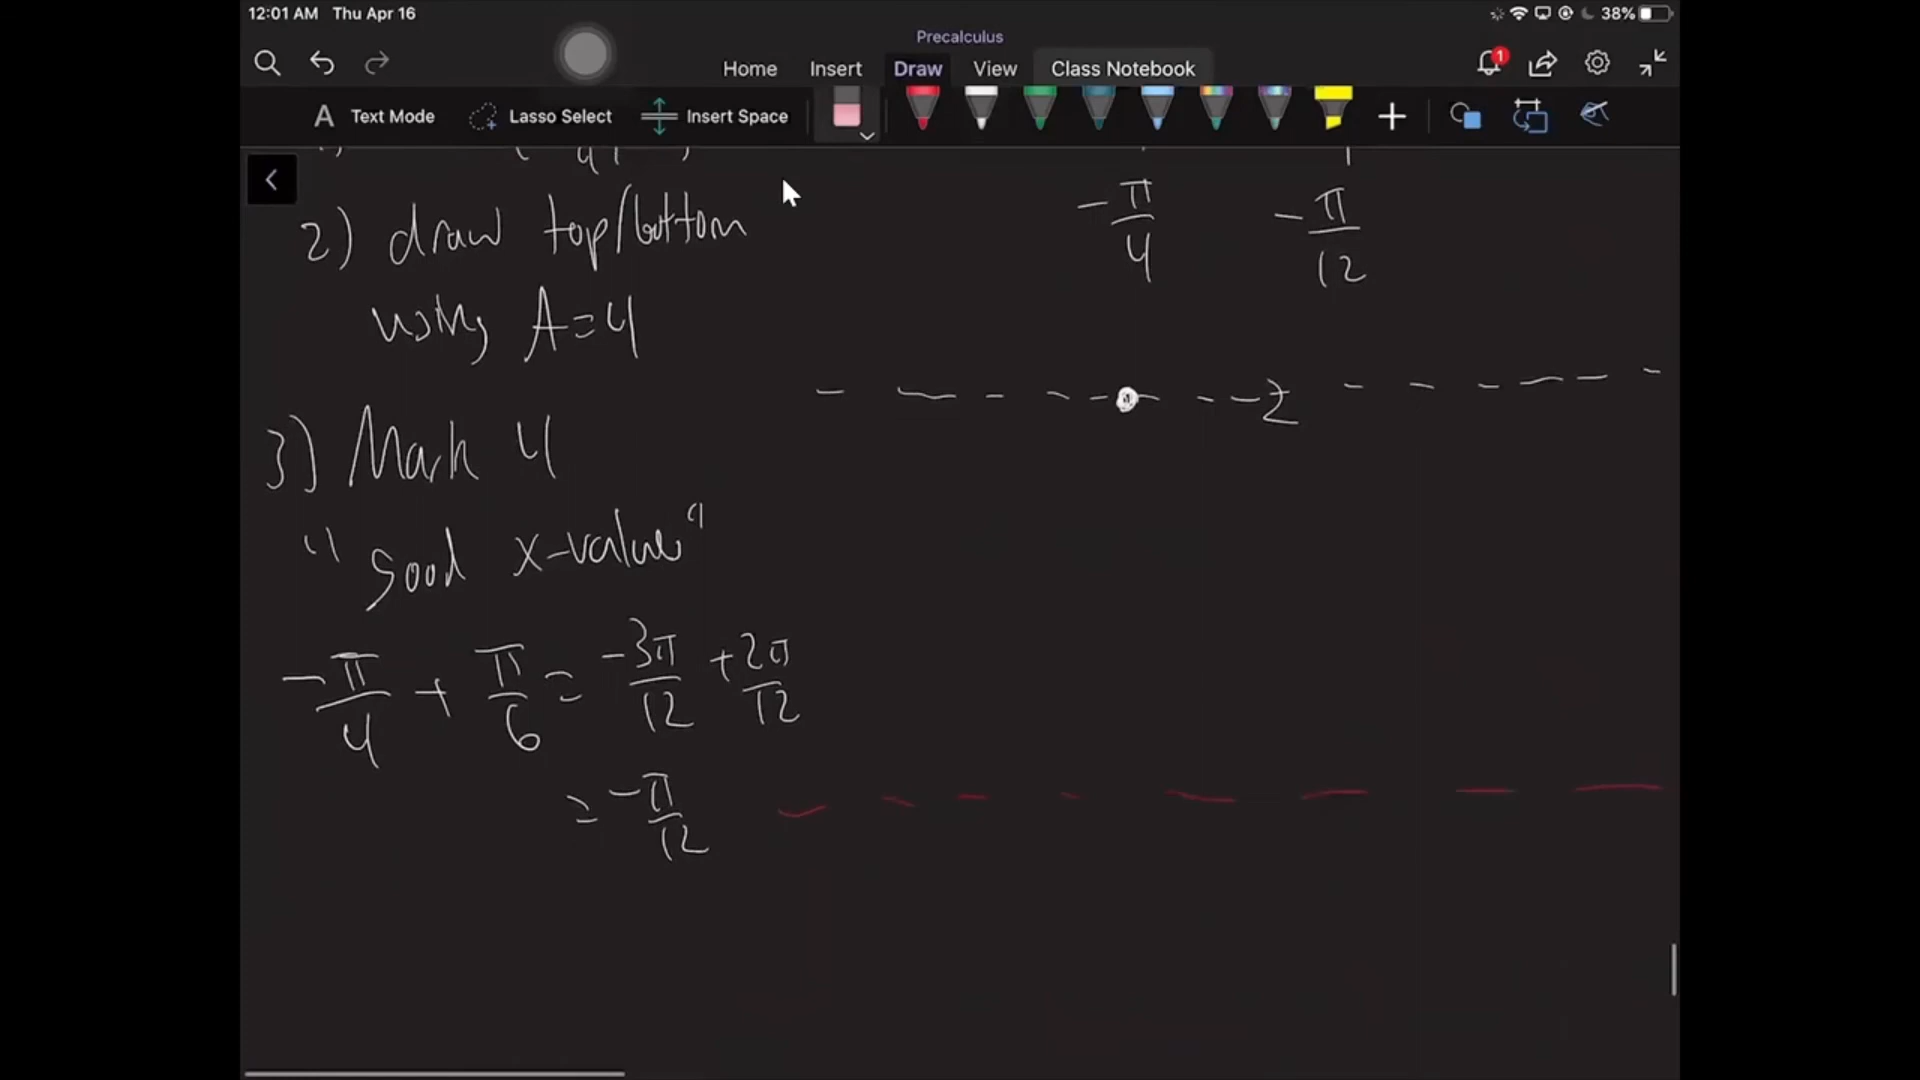 12:01 AM Thu Apr 16
38%
Precalculus
Home Insert Draw View Class Notebook
1
A Text Mode Lasso Select Insert Space
2) draw top/bottom
using A=4
-π/4 -π/12
-2
3) Mark 4
"good x-value"
-π/4 + π/6 = -3π/12 + 2π/12
= -π/12